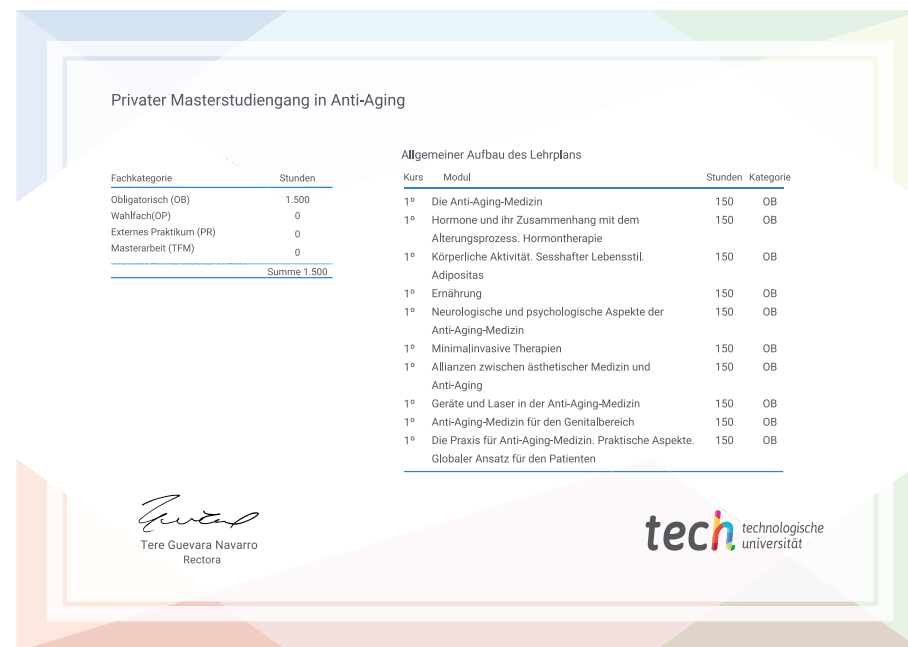 Privater Masterstudiengang in Anti-Aging
Fachkategorie Stunden
Obligatorisch (OB) 1.500
Wahlfach(OP) 0
Externes Praktikum (PR) 0
Masterarbeit (TFM) 0
Summe 1.500
Allgemeiner Aufbau des Lehrplans
Kurs Modul Stunden Kategorie
1º Die Anti-Aging-Medizin 150 OB
1º Hormone und ihr Zusammenhang mit dem 150 OB
Alterungsprozess. Hormontherapie
1º Körperliche Aktivität. Sesshafter Lebensstil. 150 OB
Adipositas
1º Ernährung 150 OB
1º Neurologische und psychologische Aspekte der 150 OB
Anti-Aging-Medizin
1º Minimalinvasive Therapien 150 OB
1º Allianzen zwischen ästhetischer Medizin und 150 OB
Anti-Aging
1º Geräte und Laser in der Anti-Aging-Medizin 150 OB
1º Anti-Aging-Medizin für den Genitalbereich 150 OB
1º Die Praxis für Anti-Aging-Medizin. Praktische Aspekte. 150 OB
Globaler Ansatz für den Patienten
Tere Guevara Navarro
Rectora
tech technologische
universität